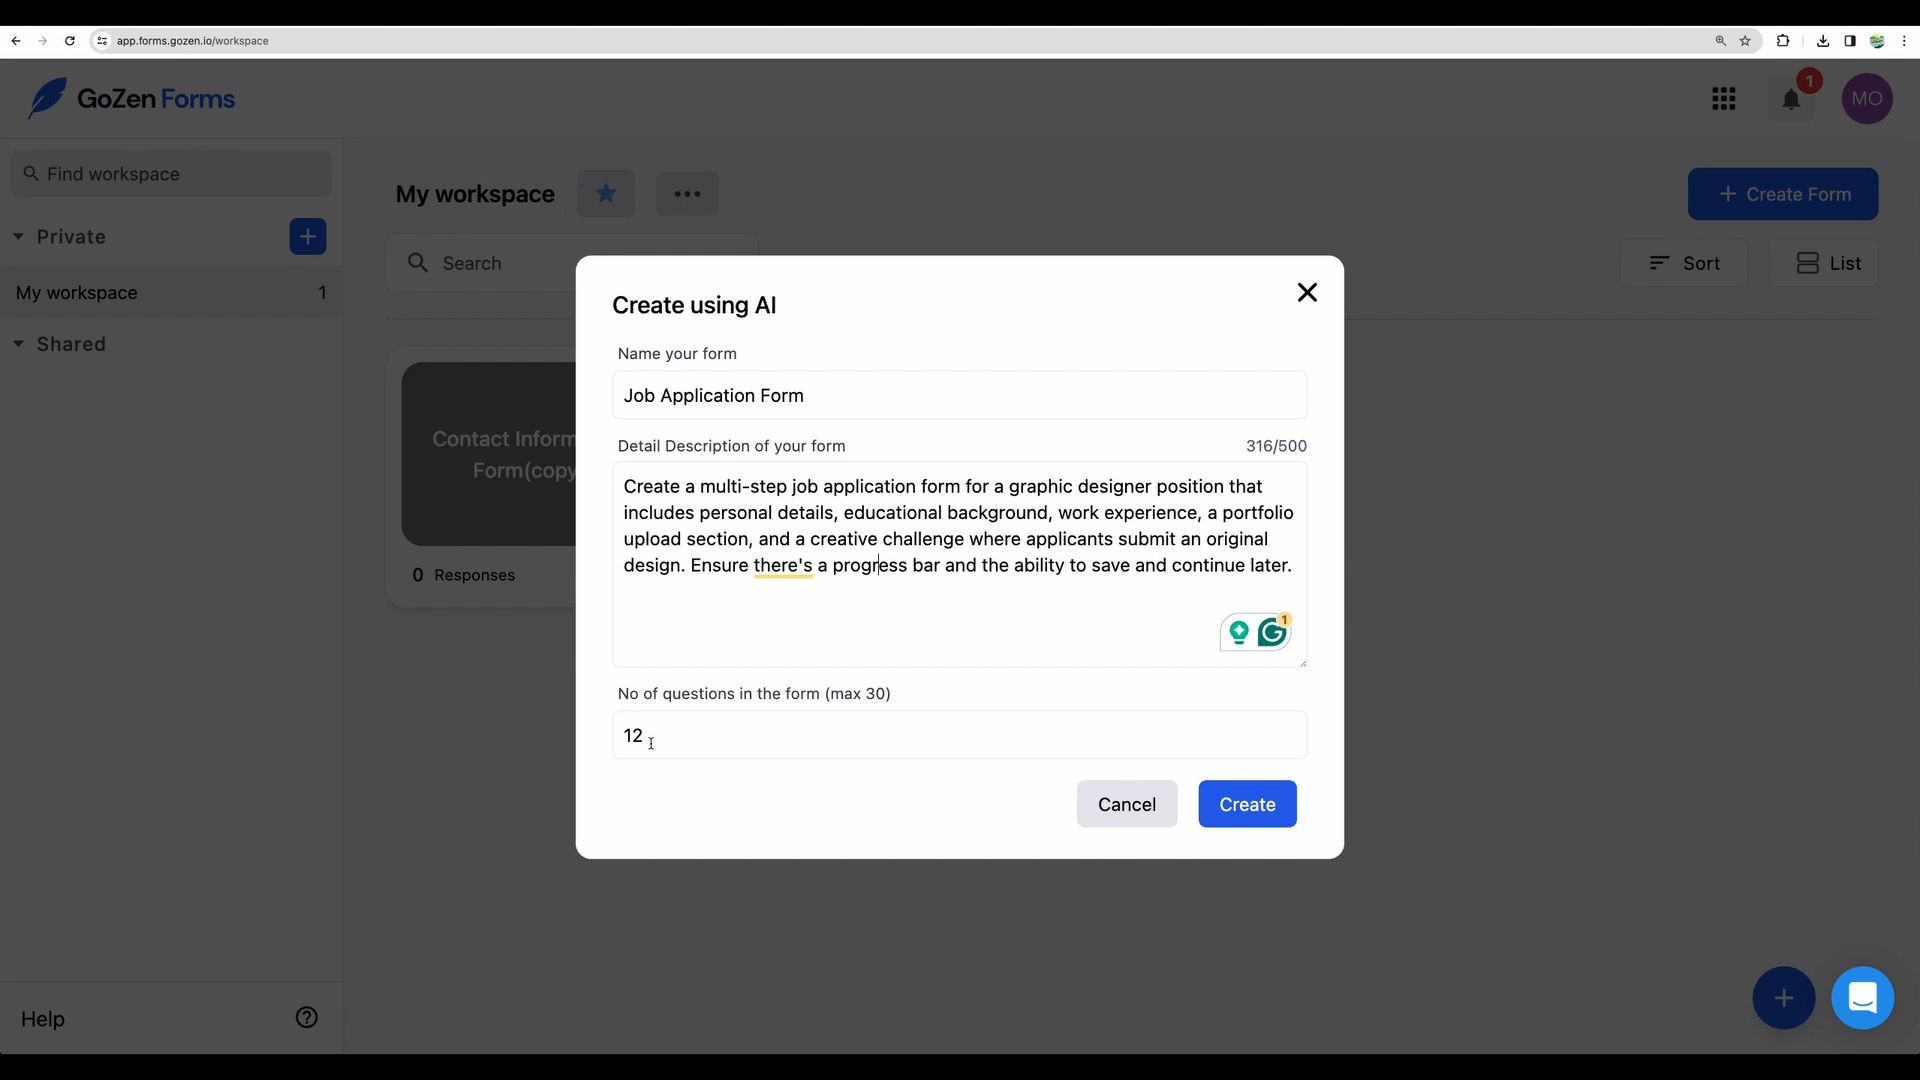 app.forms.gozen.io/workspace
GoZen Forms
1
MO
Find workspace
Private
My workspace 1
Shared
My workspace
+ Create Form
Search
Sort
List
Contact Inform
Form(copy
0 Responses
Create using AI
Name your form
Job Application Form
Detail Description of your form 316/500
Create a multi-step job application form for a graphic designer position that
includes personal details, educational background, work experience, a portfolio
upload section, and a creative challenge where applicants submit an original
design. Ensure there's a progress bar and the ability to save and continue later.
1
No of questions in the form (max 30)
12
Cancel
Create
Help